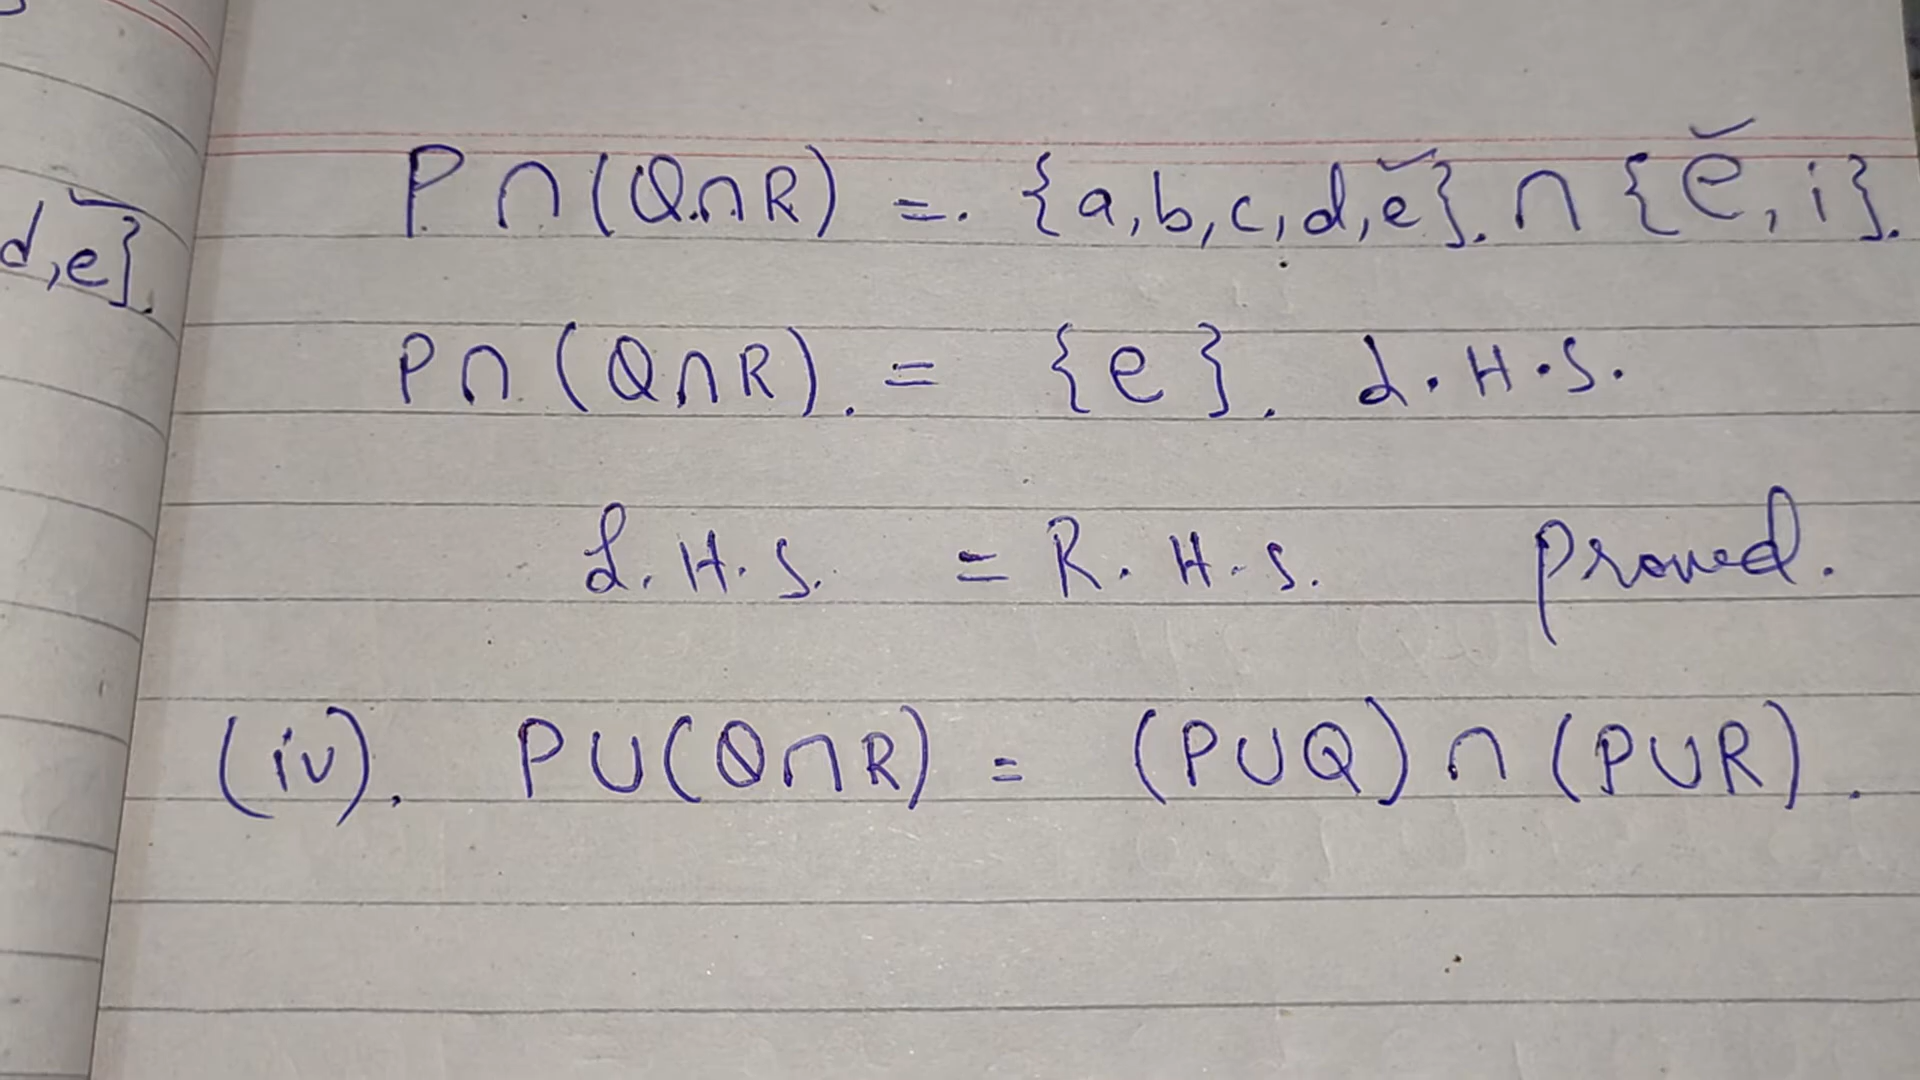 d,e}.
P ∩ (Q∩R) = {a,b,c,d,e}. ∩ {e, i}.
P∩ (Q∩R). = {e}. L.H.S.
L.H.S. = R.H.S. proved.
(iv). P∪(Q∩R) = (P∪Q) ∩ (P∪R).